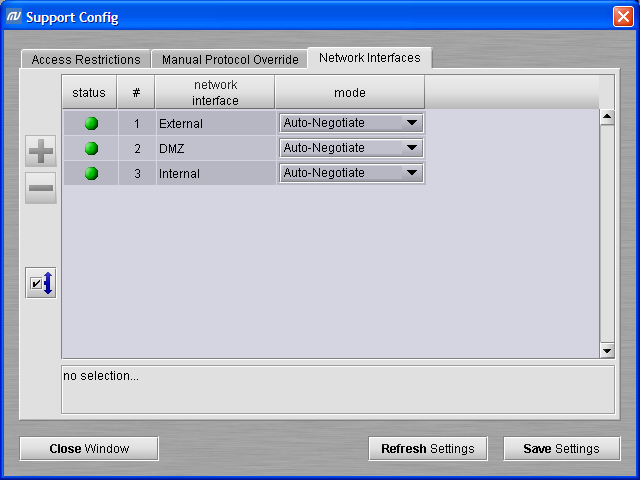 Support Config
Access Restrictions Manual Protocol Override Network Interfaces
status # network interface mode
1 External Auto-Negotiate
2 DMZ Auto-Negotiate
3 Internal Auto-Negotiate
no selection...
Close Window Refresh Settings Save Settings